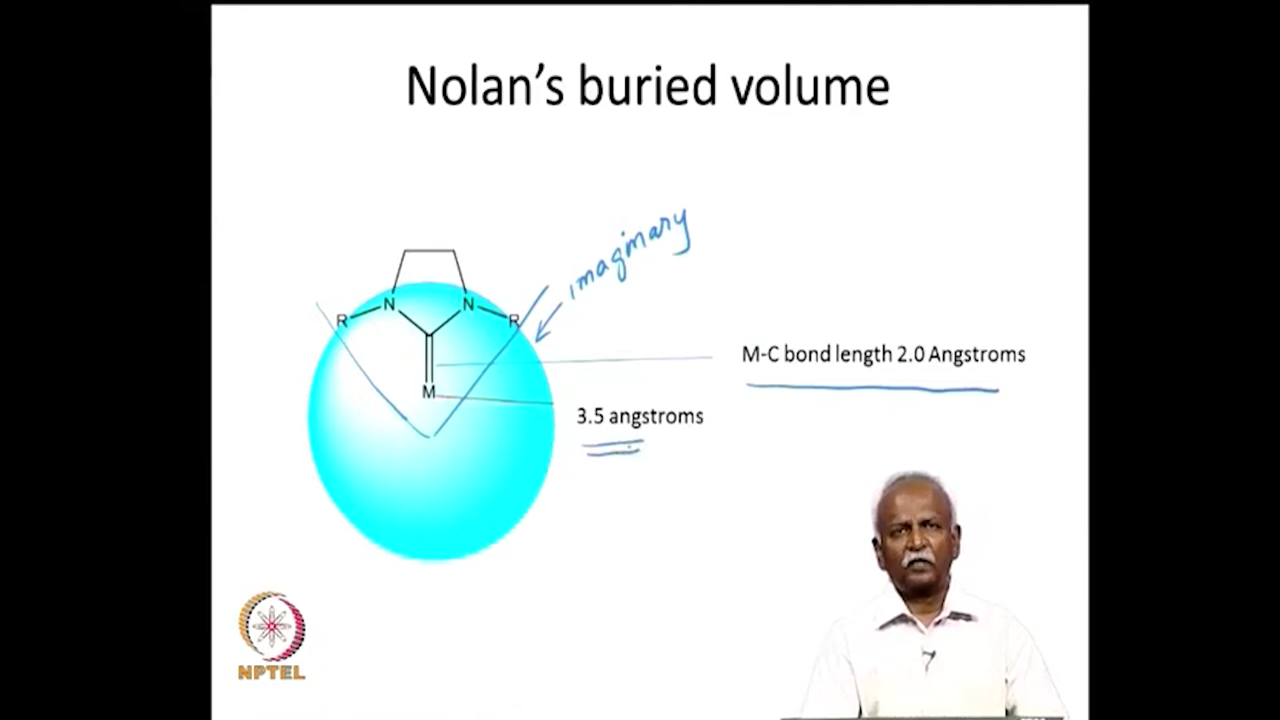 Nolan's buried volume
imaginary
N N
R R
M-C bond length 2.0 Angstroms
M
3.5 angstroms
NPTEL